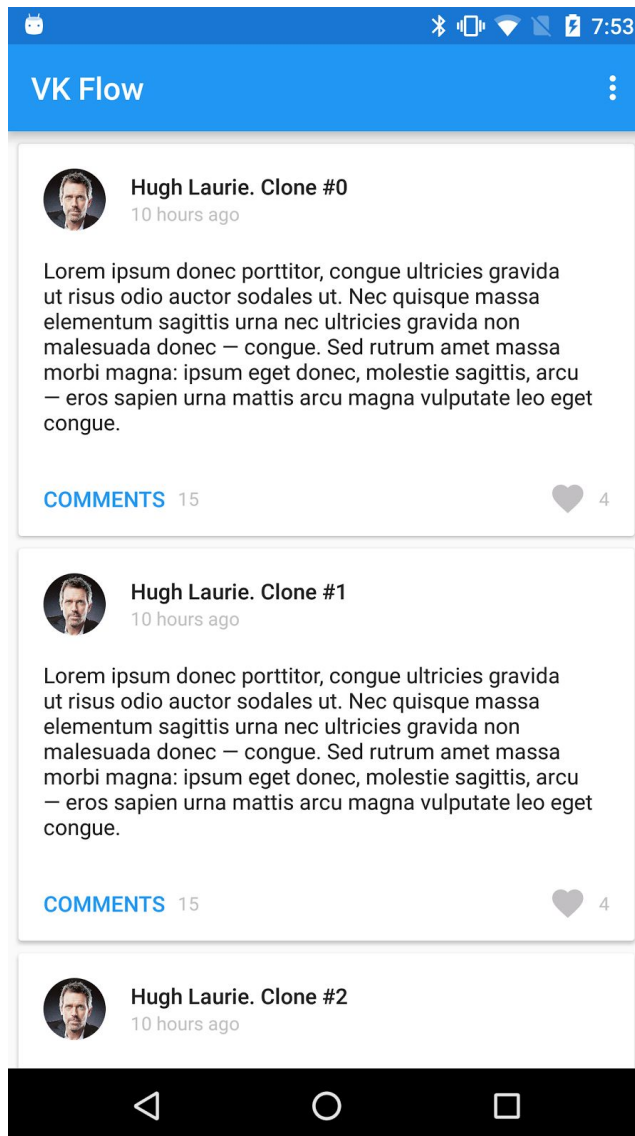 7:53
VK Flow
Hugh Laurie. Clone #0
10 hours ago
Lorem ipsum donec porttitor, congue ultricies gravida
ut risus odio auctor sodales ut. Nec quisque massa
elementum sagittis urna nec ultricies gravida non
malesuada donec — congue. Sed rutrum amet massa
morbi magna: ipsum eget donec, molestie sagittis, arcu
— eros sapien urna mattis arcu magna vulputate leo eget
congue.
COMMENTS 15 4
Hugh Laurie. Clone #1
10 hours ago
Lorem ipsum donec porttitor, congue ultricies gravida
ut risus odio auctor sodales ut. Nec quisque massa
elementum sagittis urna nec ultricies gravida non
malesuada donec — congue. Sed rutrum amet massa
morbi magna: ipsum eget donec, molestie sagittis, arcu
— eros sapien urna mattis arcu magna vulputate leo eget
congue.
COMMENTS 15 4
Hugh Laurie. Clone #2
10 hours ago